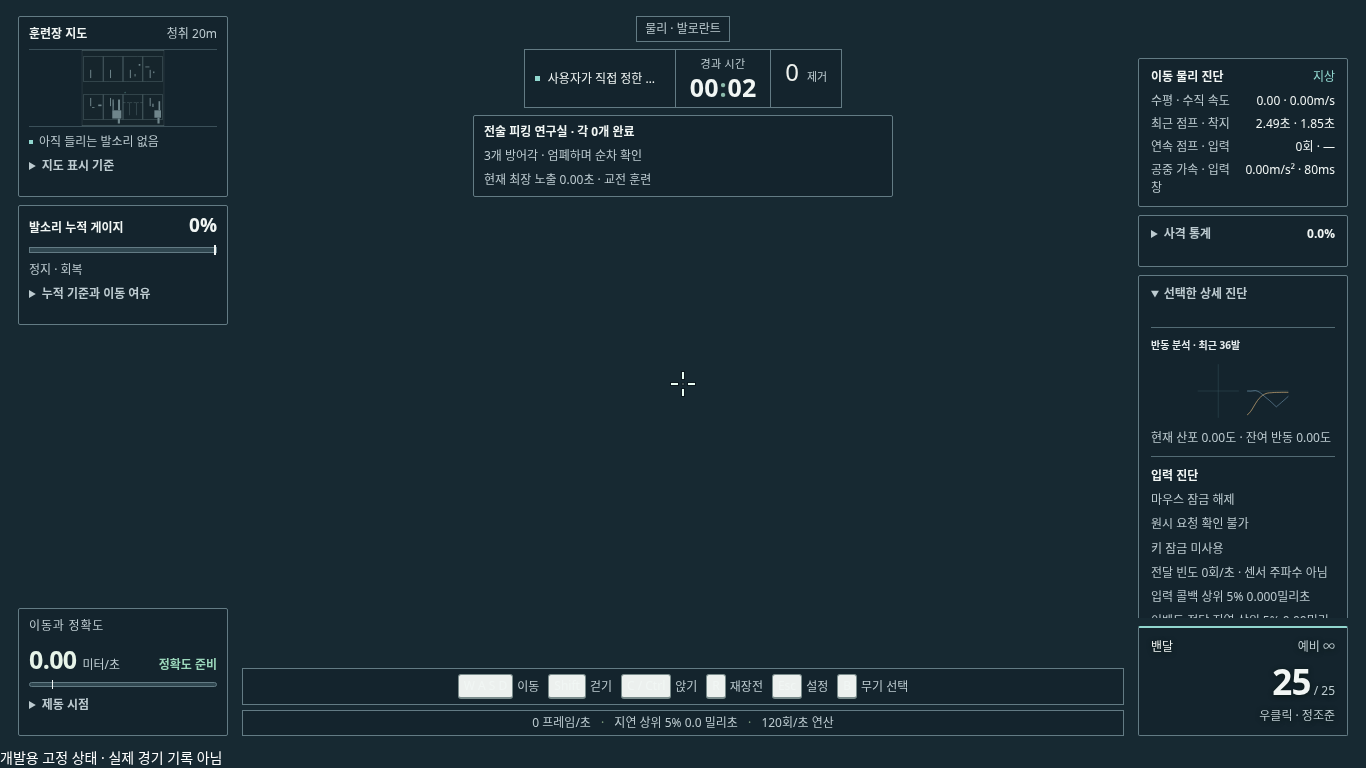 훈련장 지도 청취 20m
아직 들리는 발소리 없음
▶ 지도 표시 기준
발소리 누적 게이지 0%
정지 · 회복
▶ 누적 기준과 이동 여유
물리 · 발로란트
사용자가 직접 정한 ...
경과 시간
00:02
0 제거
전술 피킹 연구실 · 각 0개 완료
3개 방어각 · 엄폐하며 순차 확인
현재 최장 노출 0.00초 · 교전 훈련
이동 물리 진단 지상
수평 · 수직 속도 0.00 · 0.00m/s
최근 점프 · 착지 2.49초 · 1.85초
연속 점프 · 입력 0회 · —
공중 가속 · 입력창 0.00m/s² · 80ms
▶ 사격 통계 0.0%
▼ 선택한 상세 진단
반동 분석 · 최근 36발
현재 산포 0.00도 · 잔여 반동 0.00도
입력 진단
마우스 잠금 해제
원시 요청 확인 불가
키 잠금 미사용
전달 빈도 0회/초 · 센서 주파수 아님
입력 콜백 상위 5% 0.000밀리초
이동과 정확도
0.00 미터/초 정확도 준비
▶ 제동 시점
이동 걷기 앉기 재장전 설정 무기 선택
0 프레임/초 · 지연 상위 5% 0.0 밀리초 · 120회/초 연산
밴달 예비 ∞
25 / 25
우클릭 · 정조준
개발용 고정 상태 · 실제 경기 기록 아님